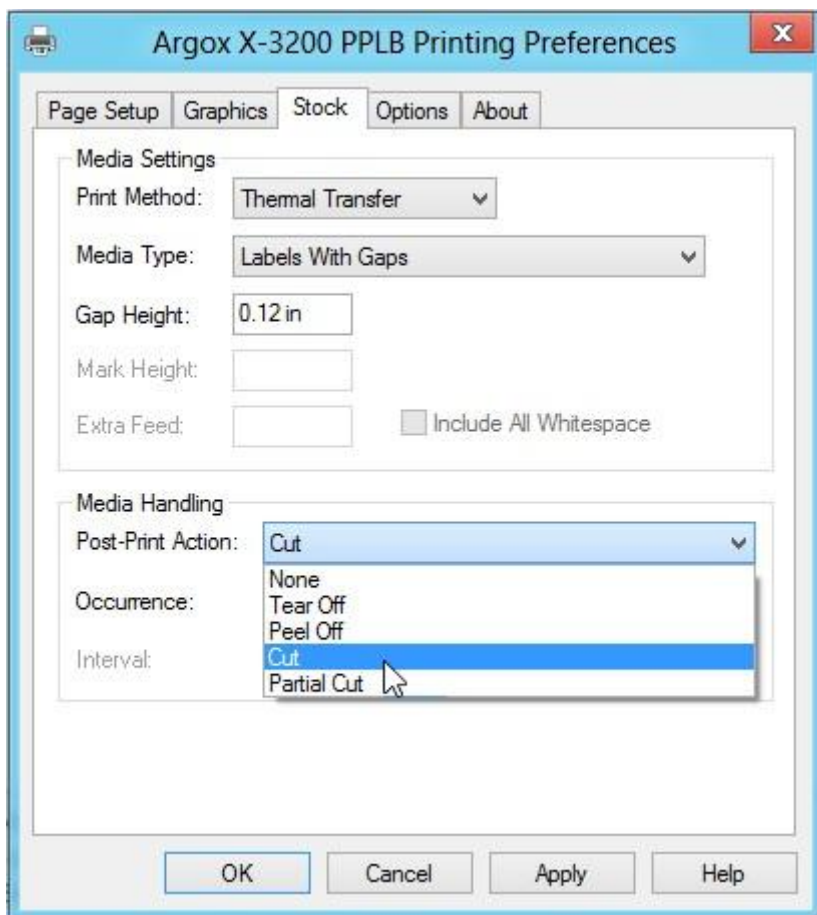 Argox X-3200 PPLB Printing Preferences
x
Page Setup Graphics Stock Options About
Media Settings
Print Method: Thermal Transfer
Media Type: Labels With Gaps
Gap Height: 0.12 in
Mark Height:
Extra Feed: Include All Whitespace
Media Handling
Post-Print Action: Cut
None
Occurrence: Tear Off
Peel Off
Interval: Cut
Partial Cut
OK Cancel Apply Help